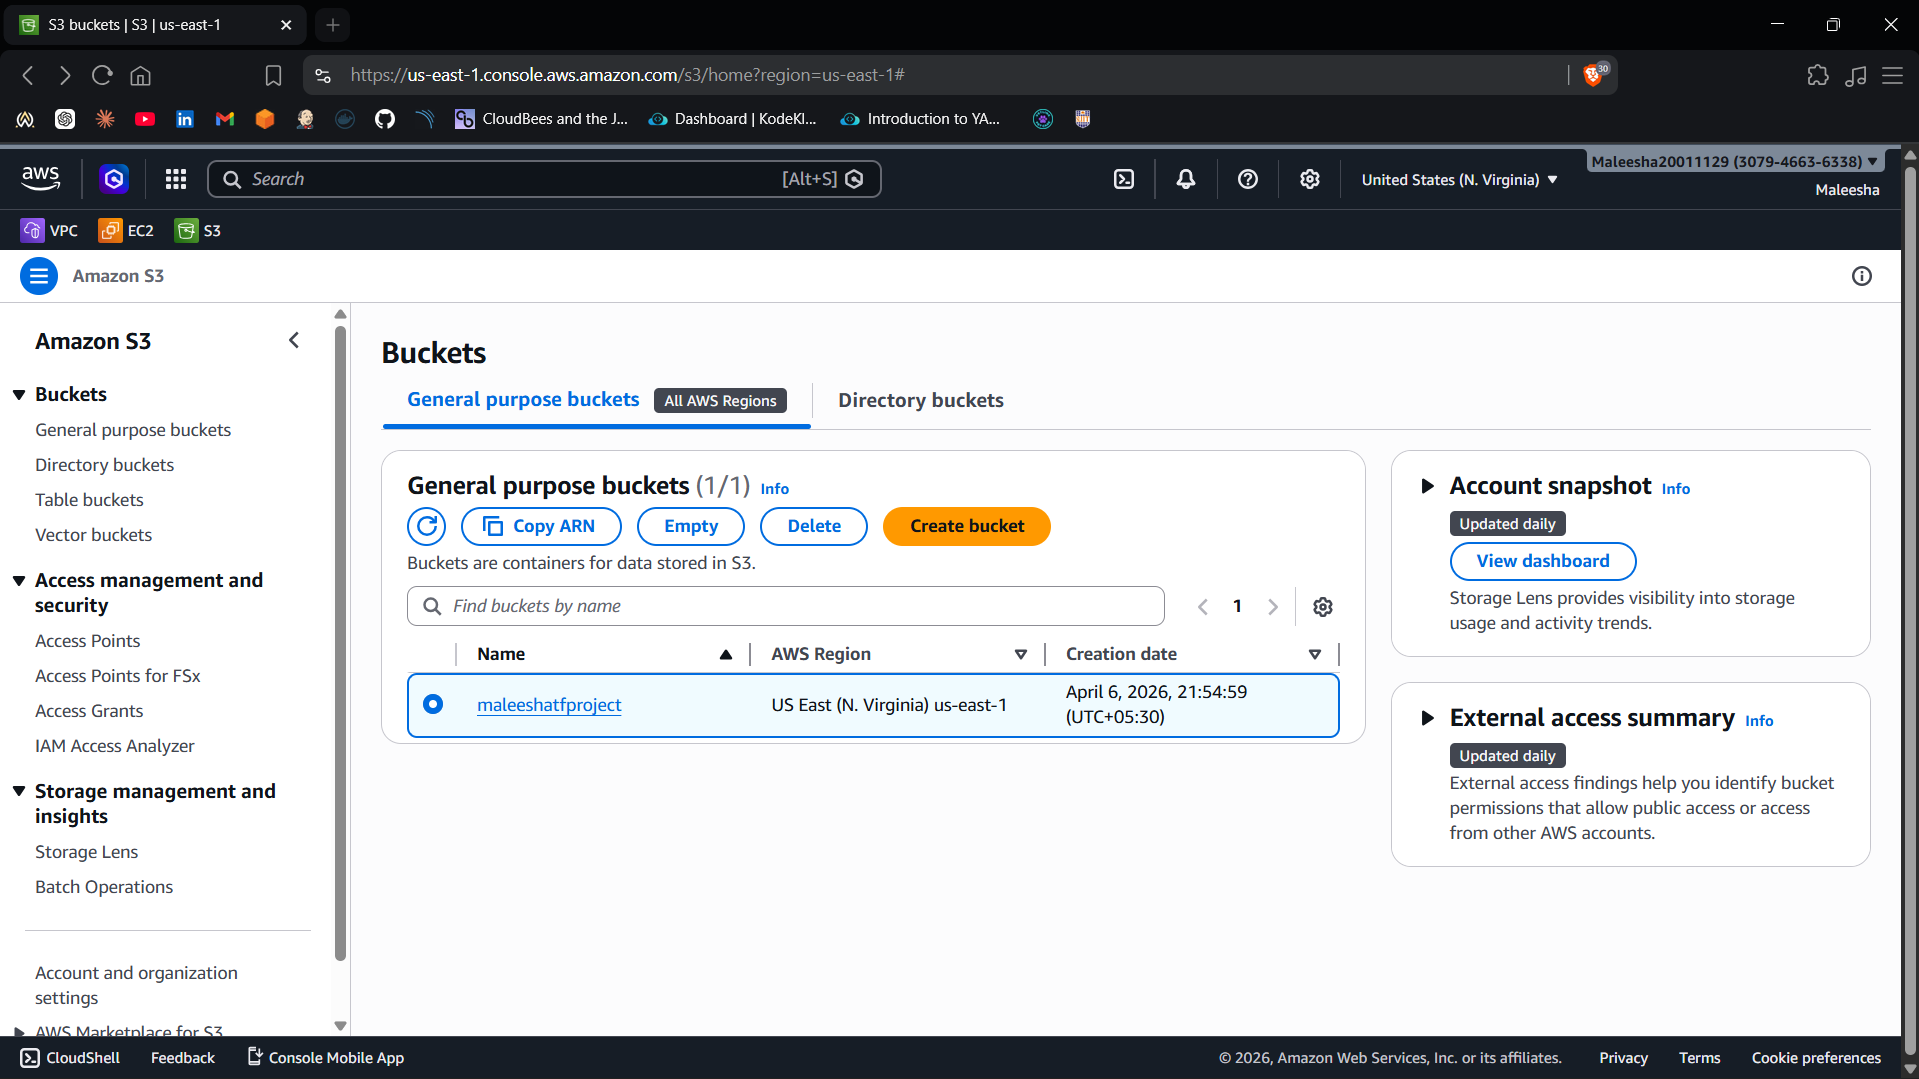 S3 buckets | S3 | us-east-1
https://us-east-1.console.aws.amazon.com/s3/home?region=us-east-1#
30
CloudBees and the J...
Dashboard | KodeKl...
Introduction to YA...
aws
Search
[Alt+S]
United States (N. Virginia)
Maleesha20011129 (3079-4663-6338)
Maleesha
VPC
EC2
S3
Amazon S3
Amazon S3
Buckets
General purpose buckets
Directory buckets
Table buckets
Vector buckets
Access management and
security
Access Points
Access Points for FSx
Access Grants
IAM Access Analyzer
Storage management and
insights
Storage Lens
Batch Operations
Account and organization
settings
AWS Marketplace for S3
Buckets
General purpose buckets
All AWS Regions
Directory buckets
General purpose buckets (1/1) Info
Copy ARN
Empty
Delete
Create bucket
Buckets are containers for data stored in S3.
Find buckets by name
1
Name
AWS Region
Creation date
maleeshatfproject
US East (N. Virginia) us-east-1
April 6, 2026, 21:54:59
(UTC+05:30)
Account snapshot Info
Updated daily
View dashboard
Storage Lens provides visibility into storage
usage and activity trends.
External access summary Info
Updated daily
External access findings help you identify bucket
permissions that allow public access or access
from other AWS accounts.
CloudShell
Feedback
Console Mobile App
© 2026, Amazon Web Services, Inc. or its affiliates.
Privacy
Terms
Cookie preferences